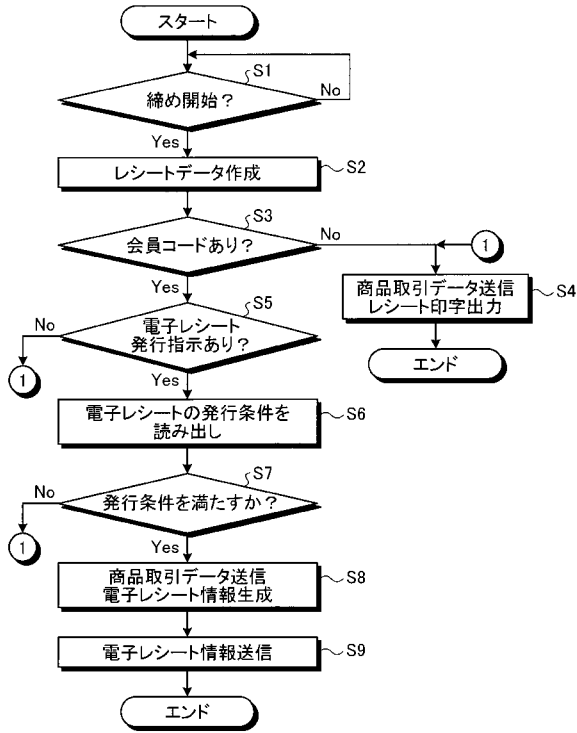 スタート
S1
締め開始？
No
Yes
レシートデータ作成
S2
S3
会員コードあり？
No
1
Yes
商品取引データ送信
レシート印字出力
S4
エンド
S5
電子レシート
発行指示あり？
No
1
Yes
電子レシートの発行条件を
読み出し
S6
S7
発行条件を満たすか？
No
1
Yes
商品取引データ送信
電子レシート情報生成
S8
電子レシート情報送信
S9
エンド